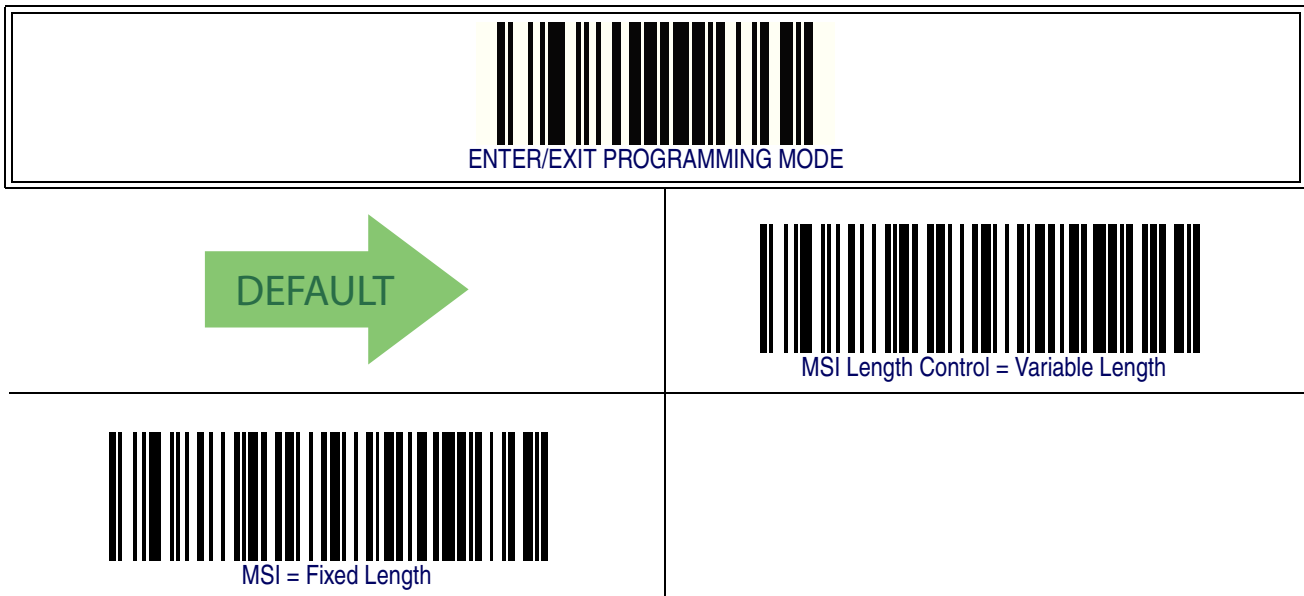 ENTER/EXIT PROGRAMMING MODE
DEFAULT
MSI Length Control = Variable Length
MSI = Fixed Length